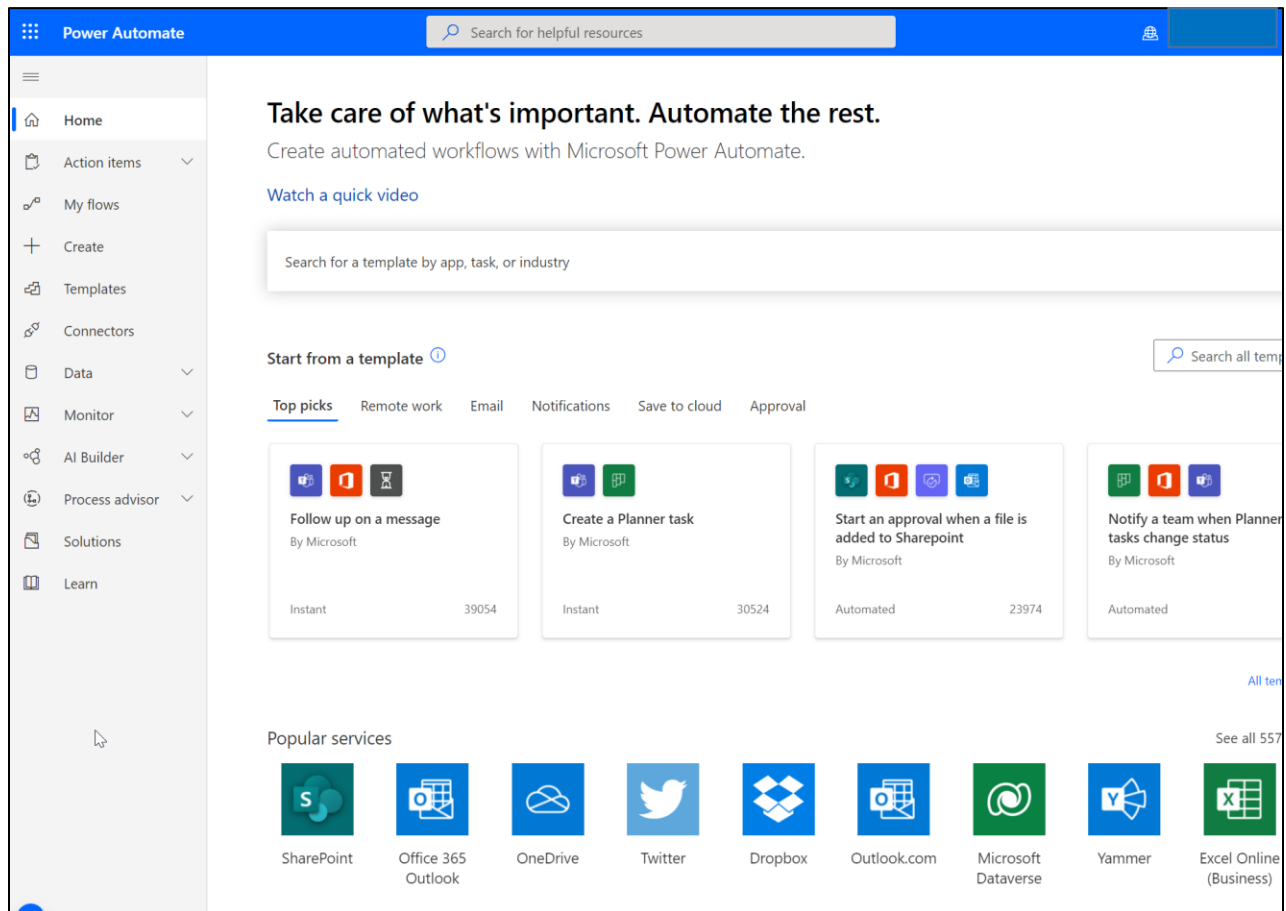 Power Automate
Search for helpful resources
Home
Action items
My flows
Create
Templates
Connectors
Data
Monitor
AI Builder
Process advisor
Solutions
Learn
Take care of what's important. Automate the rest.
Create automated workflows with Microsoft Power Automate.
Watch a quick video
Search for a template by app, task, or industry
Start from a template
Search all
Top picks Remote work Email Notifications Save to cloud Approval
Follow up on a message
By Microsoft
Instant 39054
Create a Planner task
By Microsoft
Instant 30524
Start an approval when a file is
added to Sharepoint
By Microsoft
Automated 23974
Notify a team when Planner
tasks change status
By Microsoft
Automated
All
Popular services
See all 557
SharePoint
Office 365
Outlook
OneDrive
Twitter
Dropbox
Outlook.com
Microsoft
Dataverse
Yammer
Excel Online
(Business)